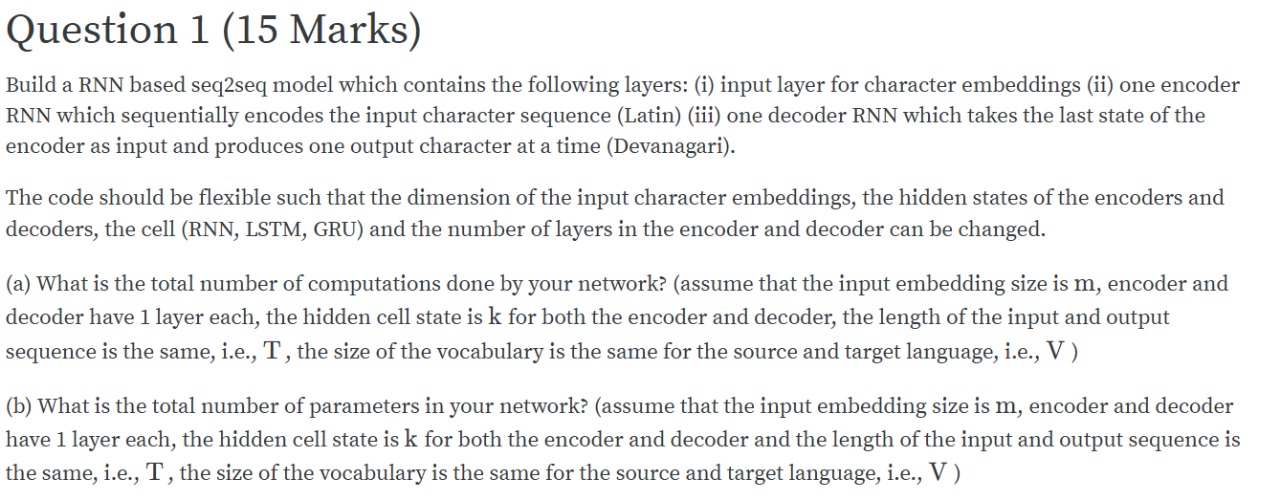 Question 1 (15 Marks)
Build a RNN based seq2seq model which contains the following layers: (i) input layer for character embeddings (ii) one encoder
RNN which sequentially encodes the input character sequence (Latin) (iii) one decoder RNN which takes the last state of the
encoder as input and produces one output character at a time (Devanagari).
The code should be flexible such that the dimension of the input character embeddings, the hidden states of the encoders and
decoders, the cell (RNN, LSTM, GRU) and the number of layers in the encoder and decoder can be changed.
(a) What is the total number of computations done by your network? (assume that the input embedding size is m, encoder and
decoder have 1 layer each, the hidden cell state is k for both the encoder and decoder, the length of the input and output
sequence is the same, i.e., T, the size of the vocabulary is the same for the source and target language, i.e., V )
(b) What is the total number of parameters in your network? (assume that the input embedding size is m, encoder and decoder
have 1 layer each, the hidden cell state is k for both the encoder and decoder and the length of the input and output sequence is
the same, i.e., T, the size of the vocabulary is the same for the source and target language, i.e., V )